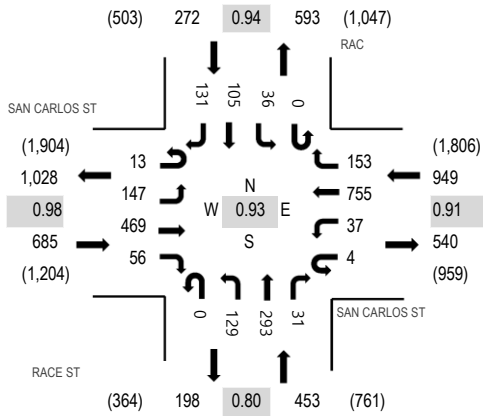 (503) 272 0.94 593 (1,047)
RAC
SAN CARLOS ST
131 105 36 0
(1,904) (1,806)
13 153
1,028 949
147 755
N
0.98 W 0.93 E 0.91
469 37
S
685 540
56 4
(1,204) (959)
0 129 293 31
SAN CARLOS ST
RACE ST
(364) 198 0.80 453 (761)